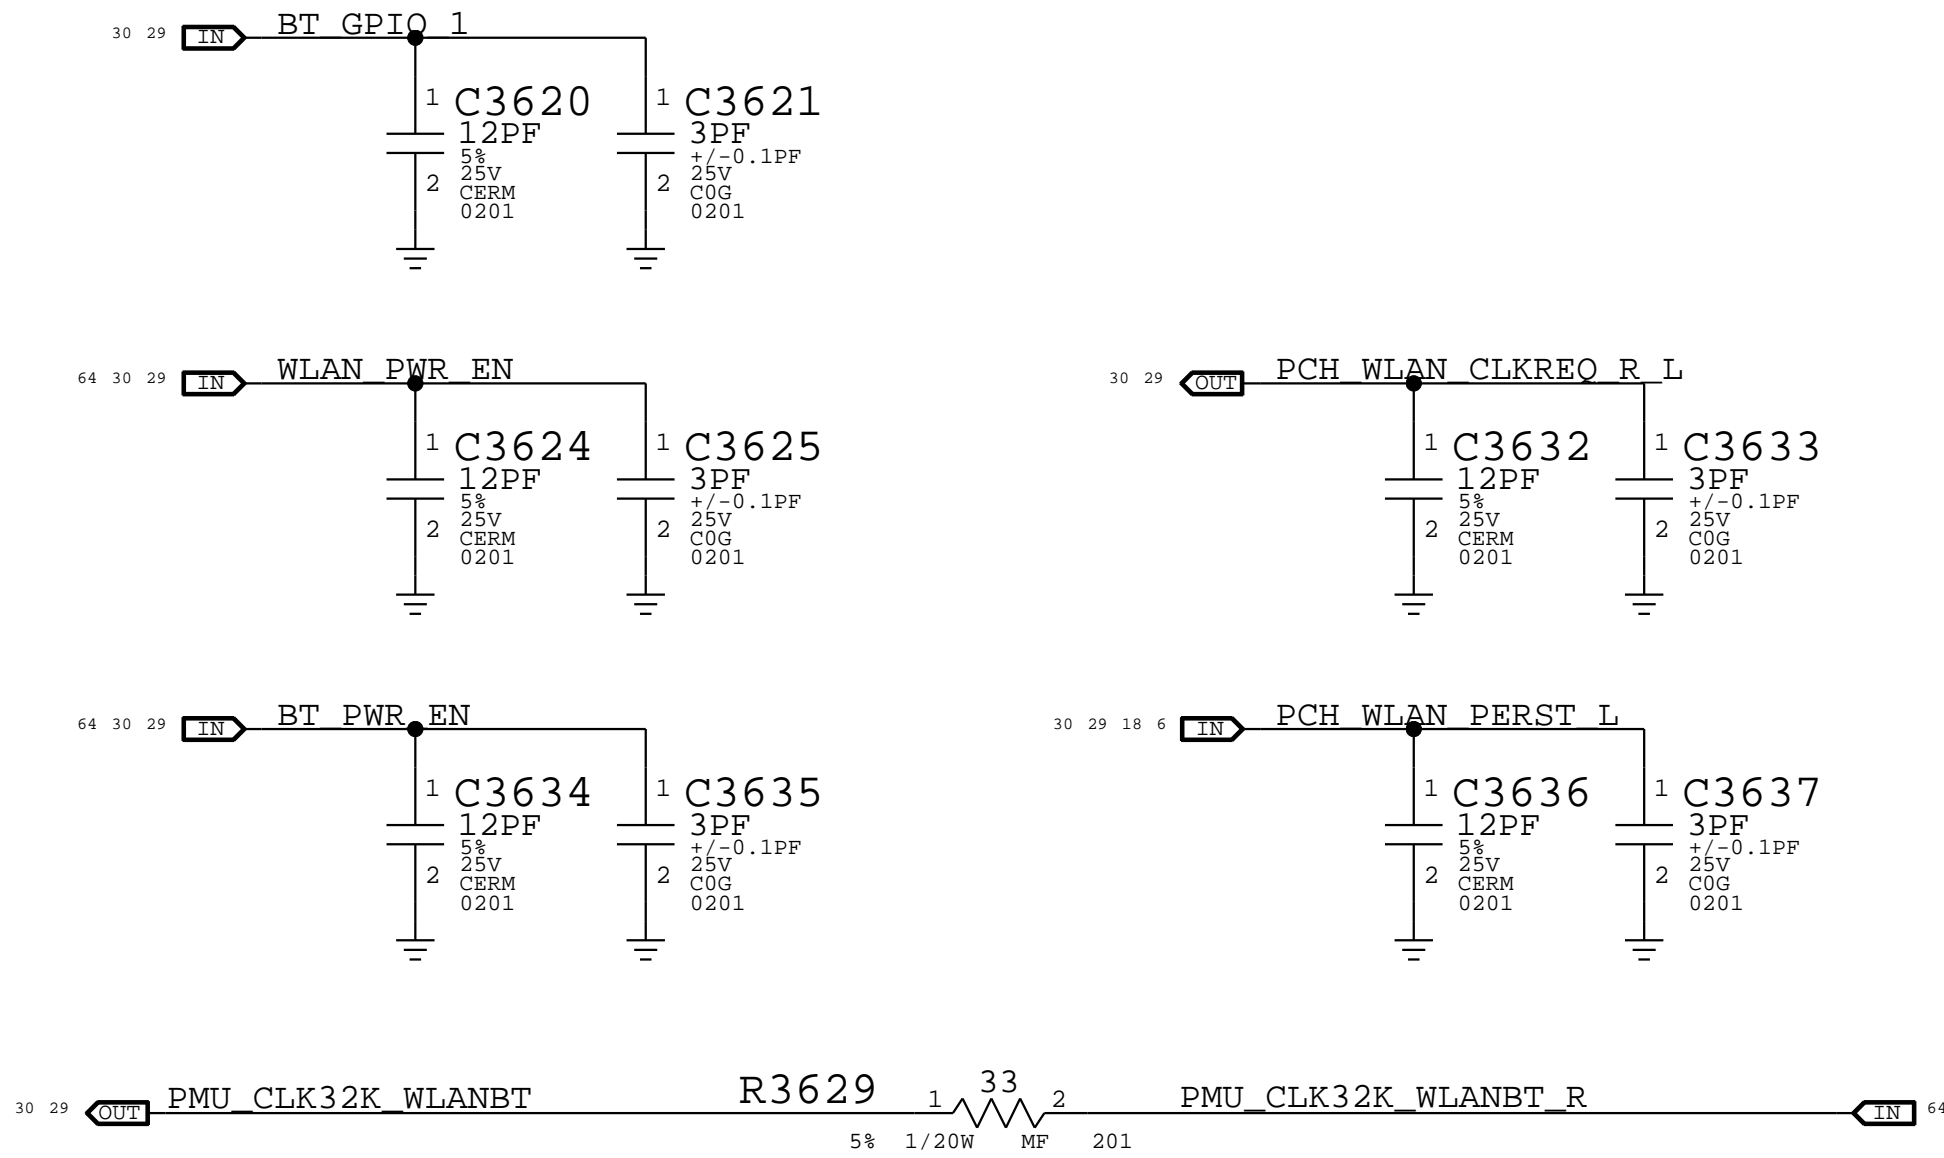 30 29 IN BT_GPIO_1
1 C3620
12PF
5%
25V
2 CERM
0201
1 C3621
3PF
+/-0.1PF
25V
2 C0G
0201
64 30 29 IN WLAN_PWR_EN
1 C3624
12PF
5%
25V
2 CERM
0201
1 C3625
3PF
+/-0.1PF
25V
2 C0G
0201
30 29 OUT PCH_WLAN_CLKREQ_R_L
1 C3632
12PF
5%
25V
2 CERM
0201
1 C3633
3PF
+/-0.1PF
25V
2 C0G
0201
64 30 29 IN BT_PWR_EN
1 C3634
12PF
5%
25V
2 CERM
0201
1 C3635
3PF
+/-0.1PF
25V
2 C0G
0201
30 29 18 6 IN PCH_WLAN_PERST_L
1 C3636
12PF
5%
25V
2 CERM
0201
1 C3637
3PF
+/-0.1PF
25V
2 C0G
0201
30 29 OUT PMU_CLK32K_WLANBT R3629 1 33 2 PMU_CLK32K_WLANBT_R IN 64
5% 1/20W MF 201